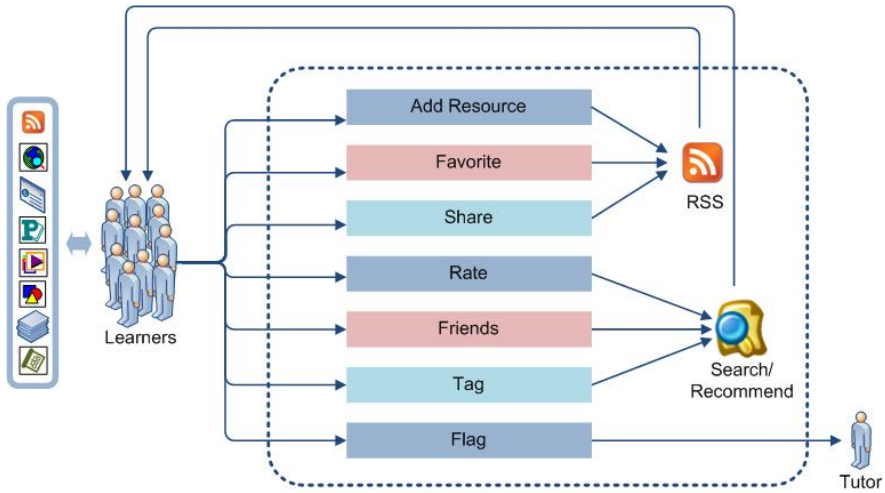 Add Resource
Favorite
RSS
Share
Rate
Learners
Friends
Search/
Recommend
Tag
Flag
Tutor